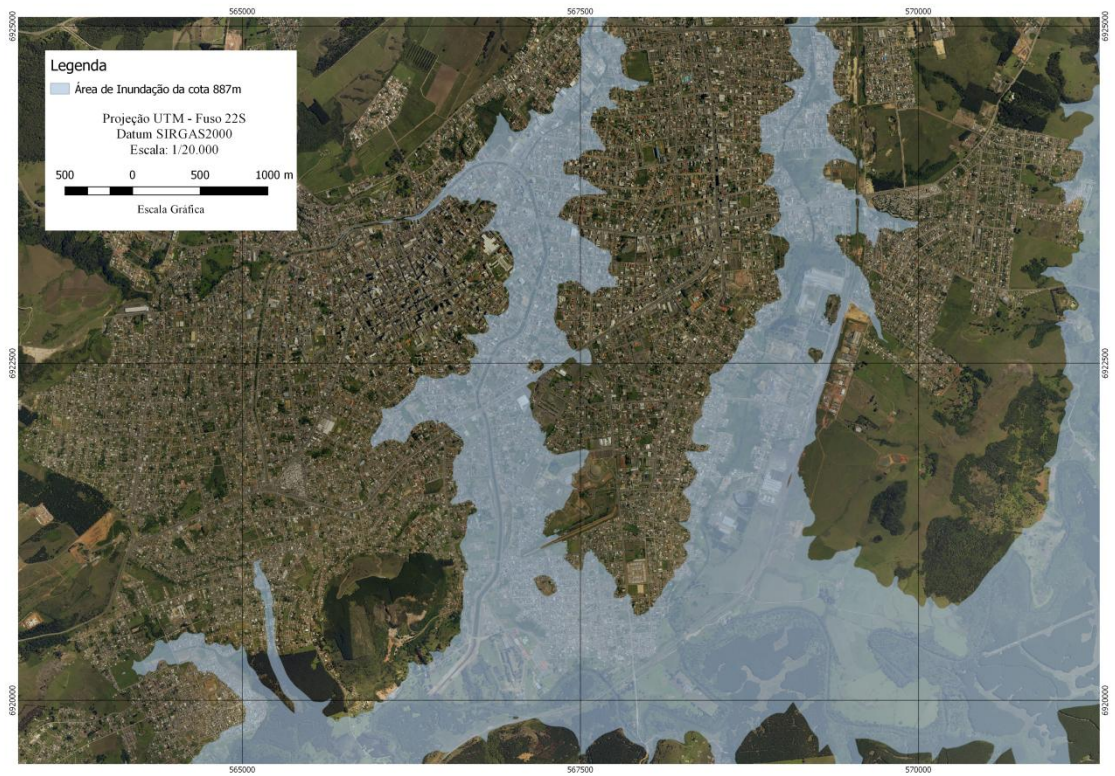 565000 567500 570000
6925000 6925000
Legenda
Área de Inundação da cota 887m
Projeção UTM - Fuso 22S
Datum SIRGAS2000
Escala: 1/20.000
500 0 500 1000 m
Escala Gráfica
6922500 6922500
6920000 6920000
565000 567500 570000